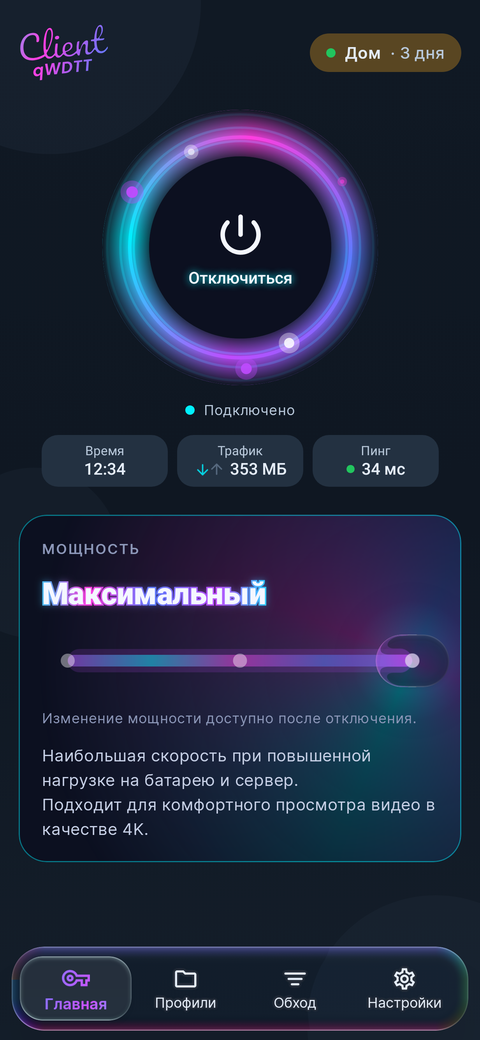 Client
qWDTT
Дом · 3 дня
Отключиться
Подключено
Время
12:34
Трафик
353 МБ
Пинг
34 мс
МОЩНОСТЬ
Максимальный
Изменение мощности доступно после отключения.
Наибольшая скорость при повышенной
нагрузке на батарею и сервер.
Подходит для комфортного просмотра видео в
качестве 4K.
Главная
Профили
Обход
Настройки